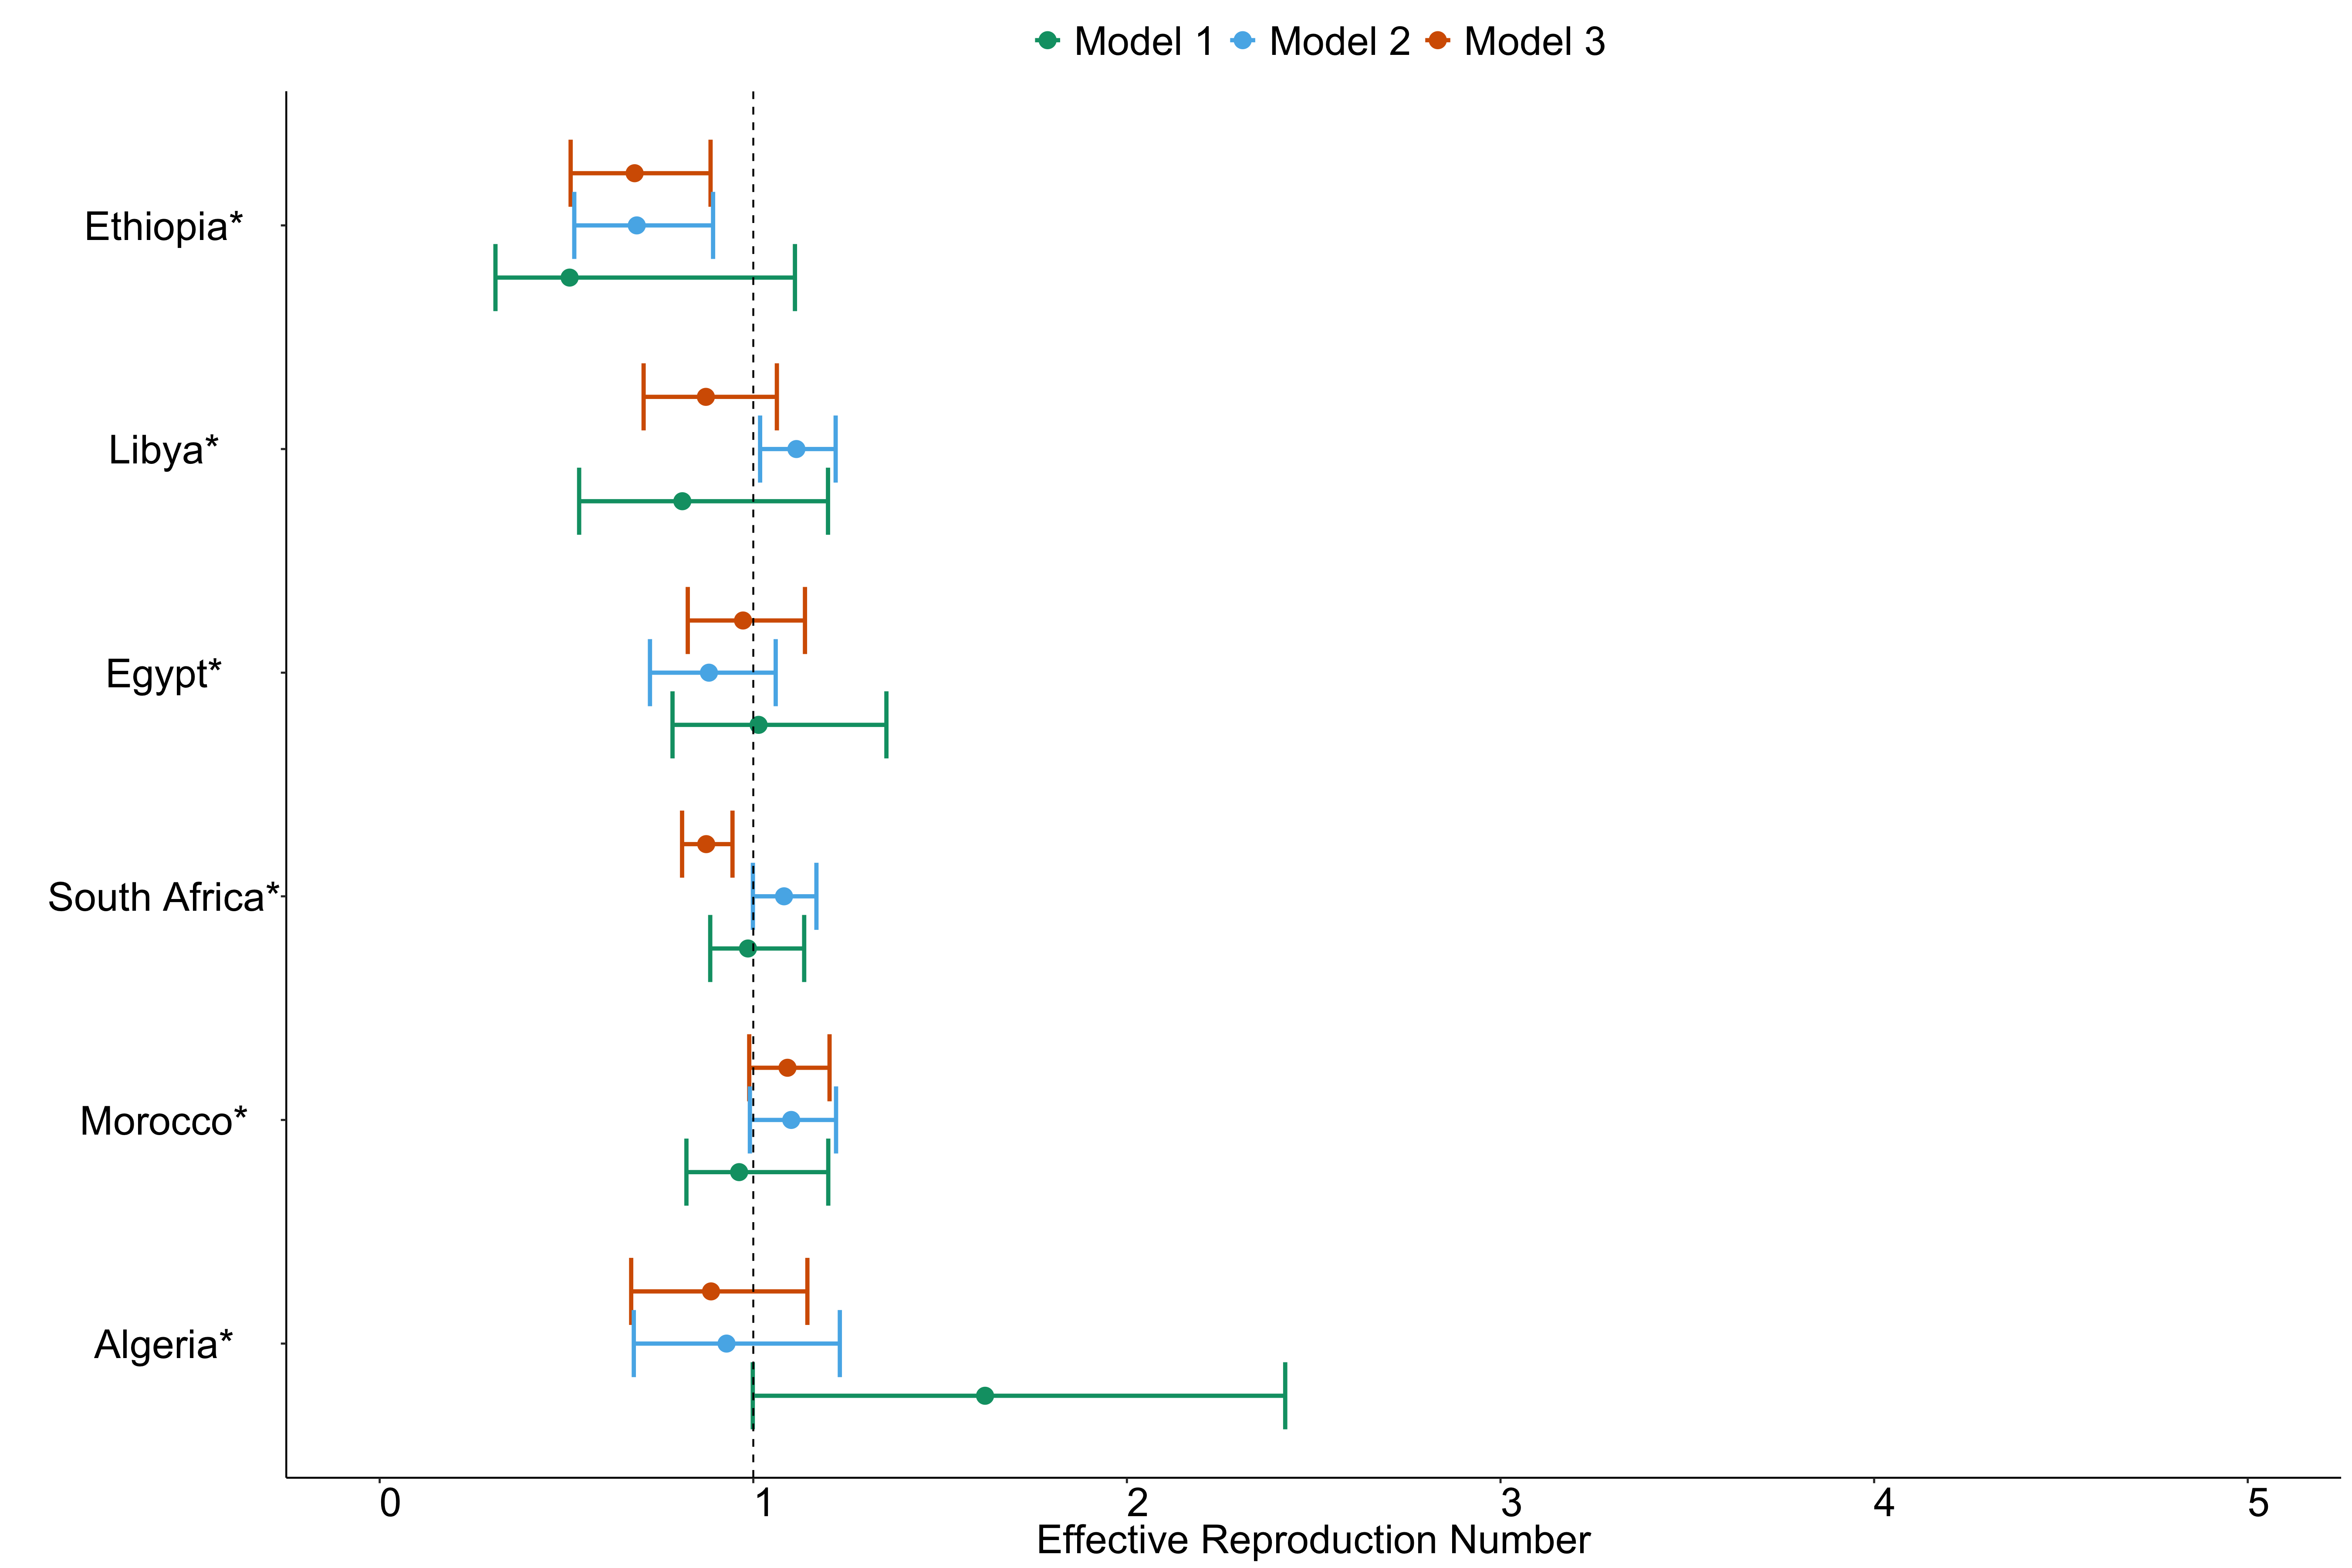 Model 1 Model 2 Model 3
Ethiopia*
Libya*
Egypt*
South Africa*
Morocco*
Algeria*
0 1 2 3 4 5
Effective Reproduction Number